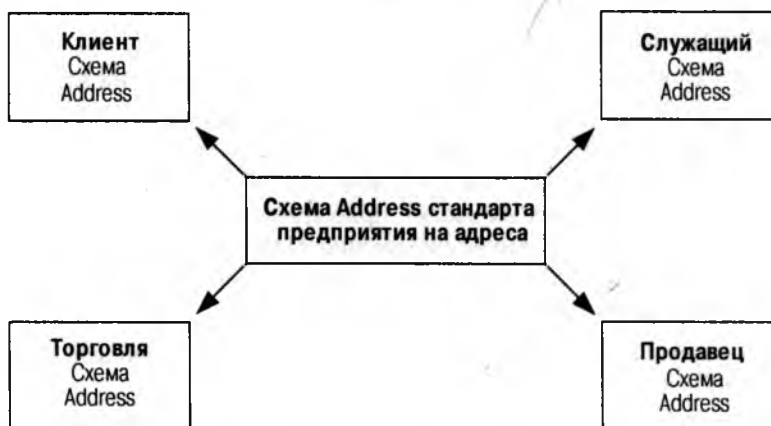 Клиент
Схема
Address
Служащий
Схема
Address
Схема Address стандарта
предприятия на адреса
Торговля
Схема
Address
Продавец
Схема
Address